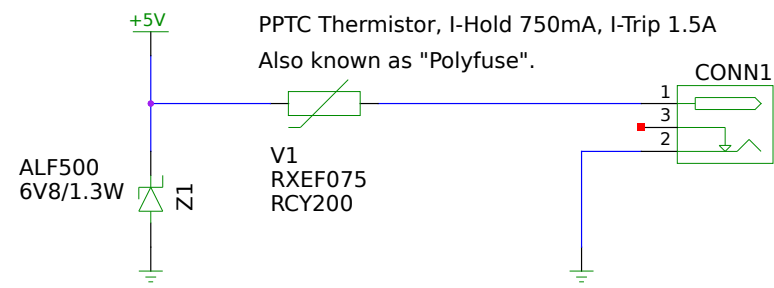 +5V
PPTC Thermistor, I-Hold 750mA, I-Trip 1.5A
Also known as "Polyfuse".
CONN1
1
3
2
V1
RXEF075
RCY200
ALF500
6V8/1.3W
Z1